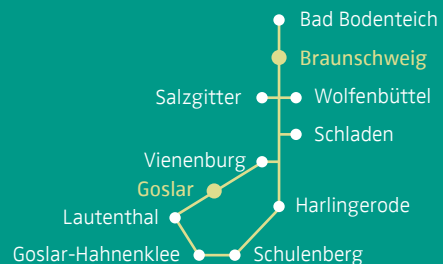 Bad Bodenteich
Braunschweig
Salzgitter
Wolfenbüttel
Schladen
Vienenburg
Goslar
Lautenthal
Harlingerode
Goslar-Hahnenklee
Schulenberg